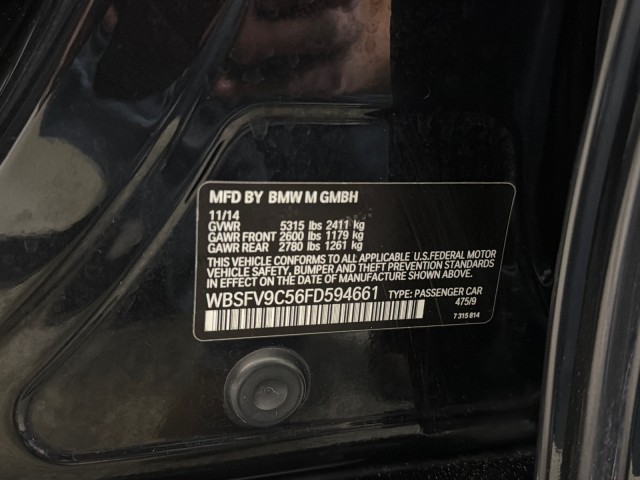 MFD BY BMW M GMBH
11/14
GVWR 5315 lbs 2411 kg
GAWR FRONT 2600 lbs 1179 kg
GAWR REAR 2780 lbs 1261 kg
THIS VEHICLE CONFORMS TO ALL APPLICABLE U.S.FEDERAL MOTOR
VEHICLE SAFETY, BUMPER AND THEFT PREVENTION STANDARDS IN
EFFECT ON THE DATE OF MANUFACTURE SHOWN ABOVE.
WBSFV9C56FD594661 TYPE: PASSENGER CAR
475/9
7 315 814